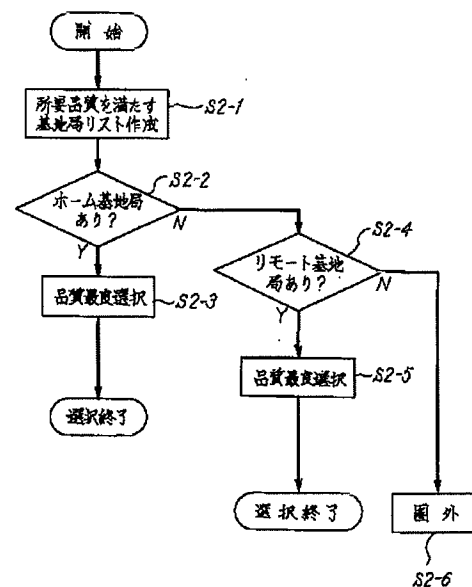 開始
所要品質を満たす
基地局リスト作成
S2-1
ホーム基地局
あり?
S2-2
Y
N
品質最良選択
S2-3
選択終了
リモート基地
局あり?
S2-4
Y
N
品質最良選択
S2-5
選択終了
圏外
S2-6